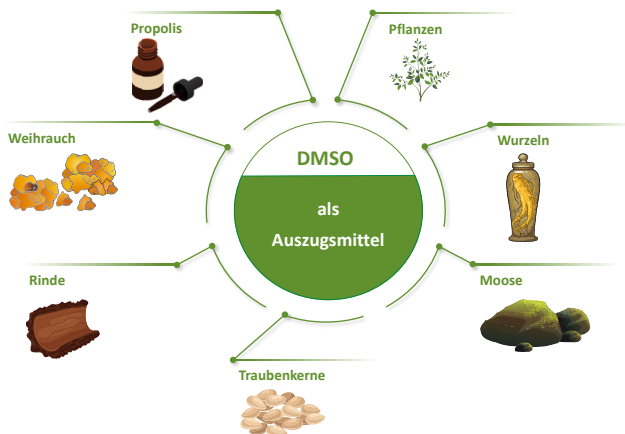 Propolis
Pflanzen
Weihrauch
Wurzeln
DMSO
als
Auszugsmittel
Rinde
Moose
Traubenkerne